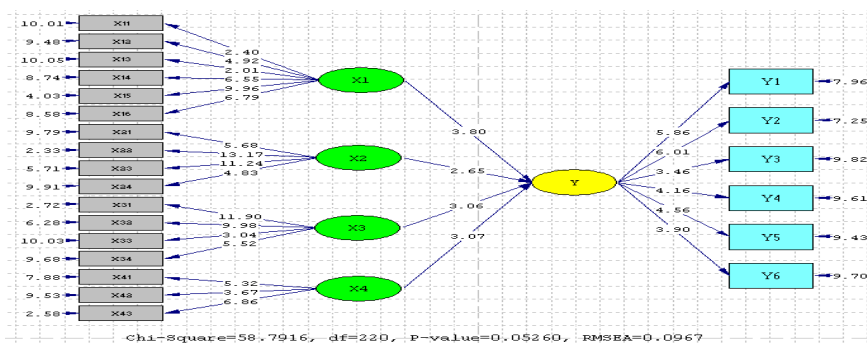 10.01 X11
9.48 X12
10.05 X13
8.74 X14
4.03 X15
8.58 X16
9.79 X21
2.33 X22
5.71 X23
9.91 X24
2.72 X31
6.28 X32
10.03 X33
9.68 X34
7.88 X41
9.53 X42
2.58 X43
2.40
4.92
2.01
6.55
9.96
6.79
5.68
13.17
11.24
4.83
11.90
9.98
3.04
5.52
5.32
3.67
6.86
X1
X2
X3
X4
3.80
2.65
3.06
3.07
Y
5.86
6.01
3.46
4.16
4.56
3.90
Y1 7.96
Y2 7.25
Y3 9.82
Y4 9.61
Y5 9.43
Y6 9.70
Chi-Square=58.7916, df=220, P-value=0.05260, RMSEA=0.0967